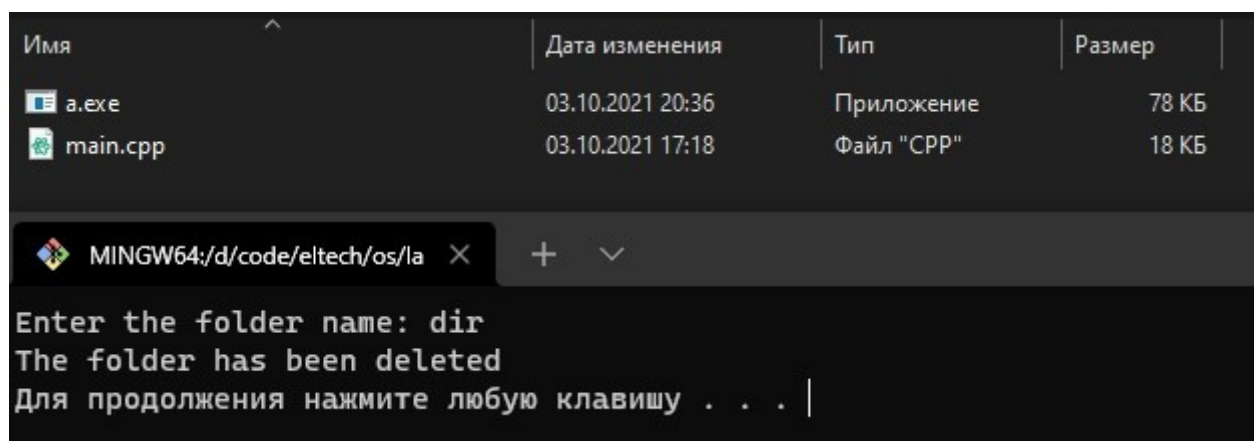 Имя Дата изменения Тип Размер
a.exe 03.10.2021 20:36 Приложение 78 КБ
main.cpp 03.10.2021 17:18 Файл "CPP" 18 КБ
MINGW64:/d/code/eltech/os/la
Enter the folder name: dir
The folder has been deleted
Для продолжения нажмите любую клавишу . . .